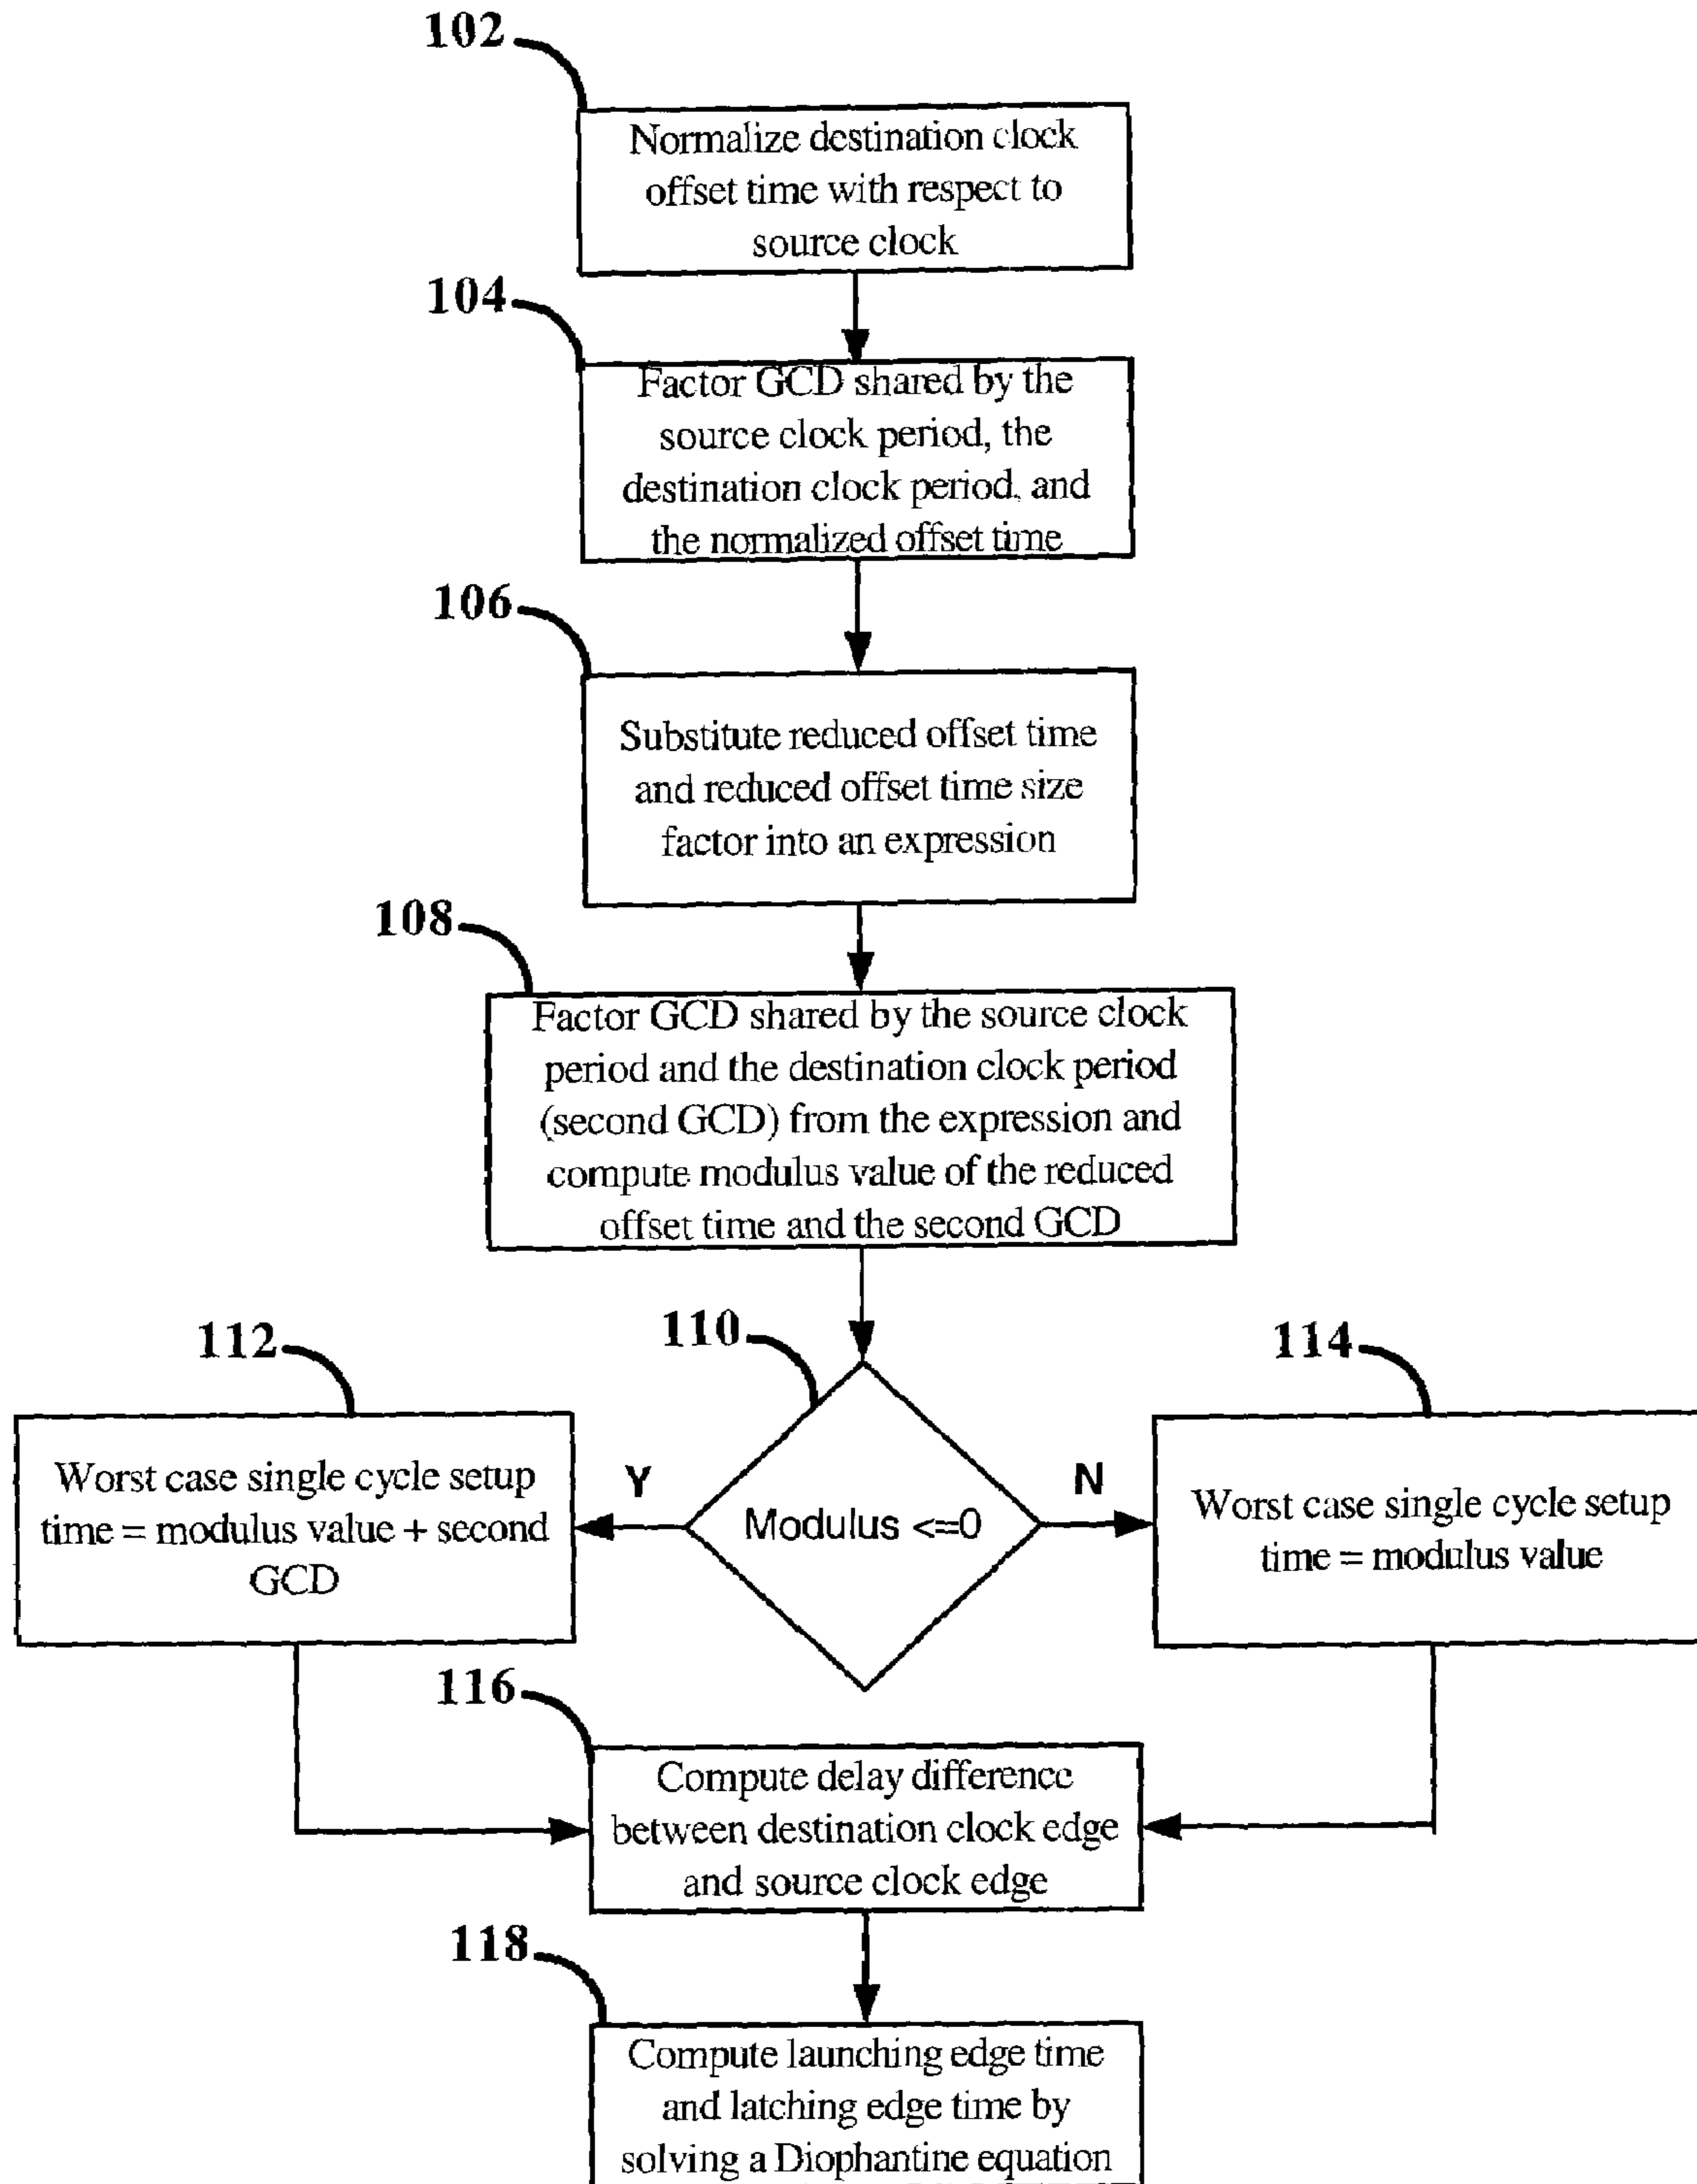 102
Normalize destination clock
offset time with respect to
source clock
104
Factor GCD shared by the
source clock period, the
destination clock period, and
the normalized offset time
106
Substitute reduced offset time
and reduced offset time size
factor into an expression
108
Factor GCD shared by the source clock
period and the destination clock period
(second GCD) from the expression and
compute modulus value of the reduced
offset time and the second GCD
110
Modulus <=0
Y
N
112
Worst case single cycle setup
time = modulus value + second
GCD
114
Worst case single cycle setup
time = modulus value
116
Compute delay difference
between destination clock edge
and source clock edge
118
Compute launching edge time
and latching edge time by
solving a Diophantine equation